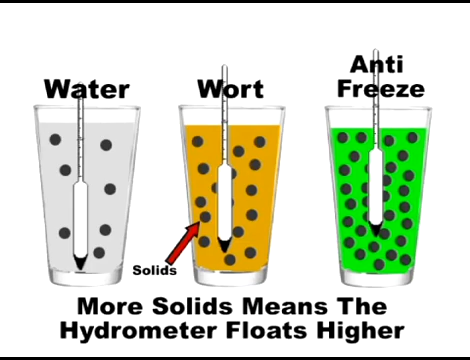 Water
Wort
Anti
Freeze
Solids
More Solids Means The
Hydrometer Floats Higher